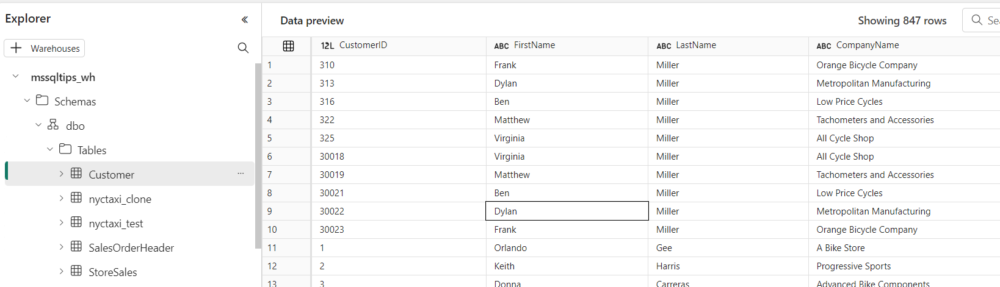 Explorer
Warehouses
mssqltips_wh
Schemas
dbo
Tables
Customer
nyctaxi_clone
nyctaxi_test
SalesOrderHeader
StoreSales
Data preview
Showing 847 rows
12L CustomerID ABC FirstName ABC LastName ABC CompanyName
1 310 Frank Miller Orange Bicycle Company
2 313 Dylan Miller Metropolitan Manufacturing
3 316 Ben Miller Low Price Cycles
4 322 Matthew Miller Tachometers and Accessories
5 325 Virginia Miller All Cycle Shop
6 30018 Virginia Miller All Cycle Shop
7 30019 Matthew Miller Tachometers and Accessories
8 30021 Ben Miller Low Price Cycles
9 30022 Dylan Miller Metropolitan Manufacturing
10 30023 Frank Miller Orange Bicycle Company
11 1 Orlando Gee A Bike Store
12 2 Keith Harris Progressive Sports
13 3 Donna Carreras Advanced Bike Components